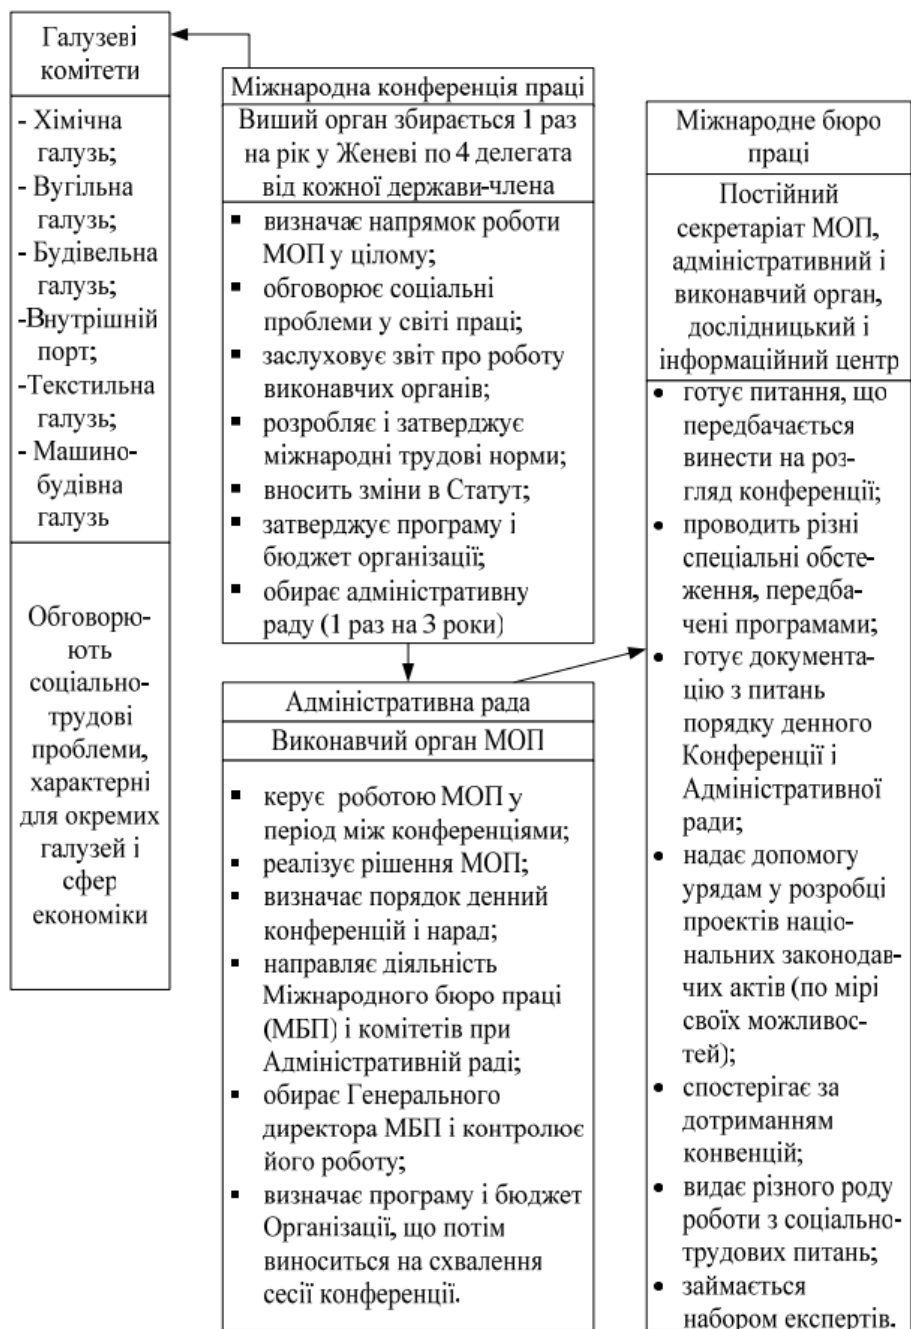 Галузеві
комітети
- Хімічна
галузь;
- Вугільна
галузь;
- Будівельна
галузь;
-Внутрішній
порт;
-Текстильна
галузь;
- Машино-
будівна
галузь
Обговорю-
ють
соціально-
трудові
проблеми,
характерні
для окремих
галузей і
сфер
економіки
Міжнародна конференція праці
Виший орган збирається 1 раз
на рік у Женеві по 4 делегата
від кожної держави-члена
▪ визначає напрямок роботи
МОП у цілому;
▪ обговорює соціальні
проблеми у світі праці;
▪ заслуховує звіт про роботу
виконавчих органів;
▪ розробляє і затверджує
міжнародні трудові норми;
▪ вносить зміни в Статут;
▪ затверджує програму і
бюджет організації;
▪ обирає адміністративну
раду (1 раз на 3 роки)
Адміністративна рада
Виконавчий орган МОП
▪ керує роботою МОП у
період між конференціями;
▪ реалізує рішення МОП;
▪ визначає порядок денний
конференцій і нарад;
▪ направляє діяльність
Міжнародного бюро праці
(МБП) і комітетів при
Адміністративній раді;
▪ обирає Генерального
директора МБП і контролює
його роботу;
▪ визначає програму і бюджет
Організації, що потім
виноситься на схвалення
сесії конференції.
Міжнародне бюро
праці
Постійний
секретаріат МОП,
адміністративний і
виконавчий орган,
дослідницький і
інформаційний центр
• готує питання, що
передбачається
винести на роз-
гляд конференції;
• проводить різні
спеціальні обсте-
ження, передба-
чені програмами;
• готує документа-
цію з питань
порядку денного
Конференції і
Адміністративної
ради;
• надає допомогу
урядам у розробці
проектів націо-
нальних законодав-
чих актів (по мірі
своїх можливос-
тей);
• спостерігає за
дотриманням
конвенцій;
• видає різного роду
роботи з соціально-
трудових питань;
• займається
набором експертів.